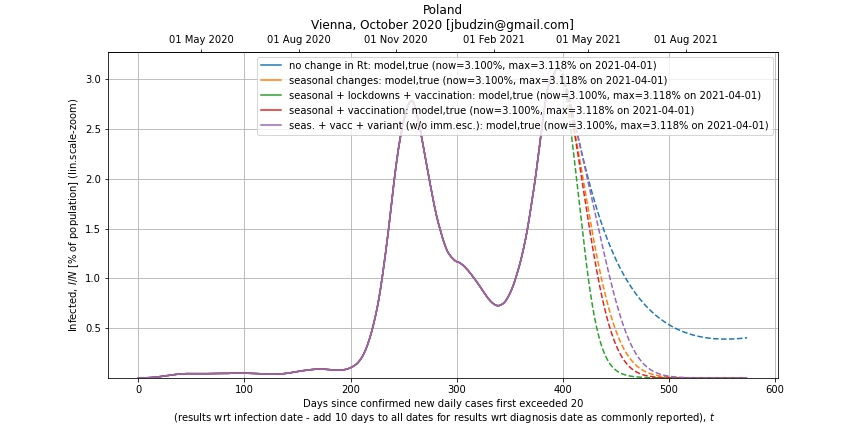 Poland
Vienna, October 2020 [jbudzin@gmail.com]
01 May 2020 01 Aug 2020 01 Nov 2020 01 Feb 2021 01 May 2021 01 Aug 2021
no change in Rt: model,true (now=3.100%, max=3.118% on 2021-04-01)
seasonal changes: model,true (now=3.100%, max=3.118% on 2021-04-01)
seasonal + lockdowns + vaccination: model,true (now=3.100%, max=3.118% on 2021-04-01)
seasonal + vaccination: model,true (now=3.100%, max=3.118% on 2021-04-01)
seas. + vacc + variant (w/o imm.esc.): model,true (now=3.100%, max=3.118% on 2021-04-01)
Infected, I/N [% of population] (lin.scale-zoom)
3.0
2.5
2.0
1.5
1.0
0.5
0 100 200 300 400 500 600
Days since confirmed new daily cases first exceeded 20
(results wrt infection date - add 10 days to all dates for results wrt diagnosis date as commonly reported), t